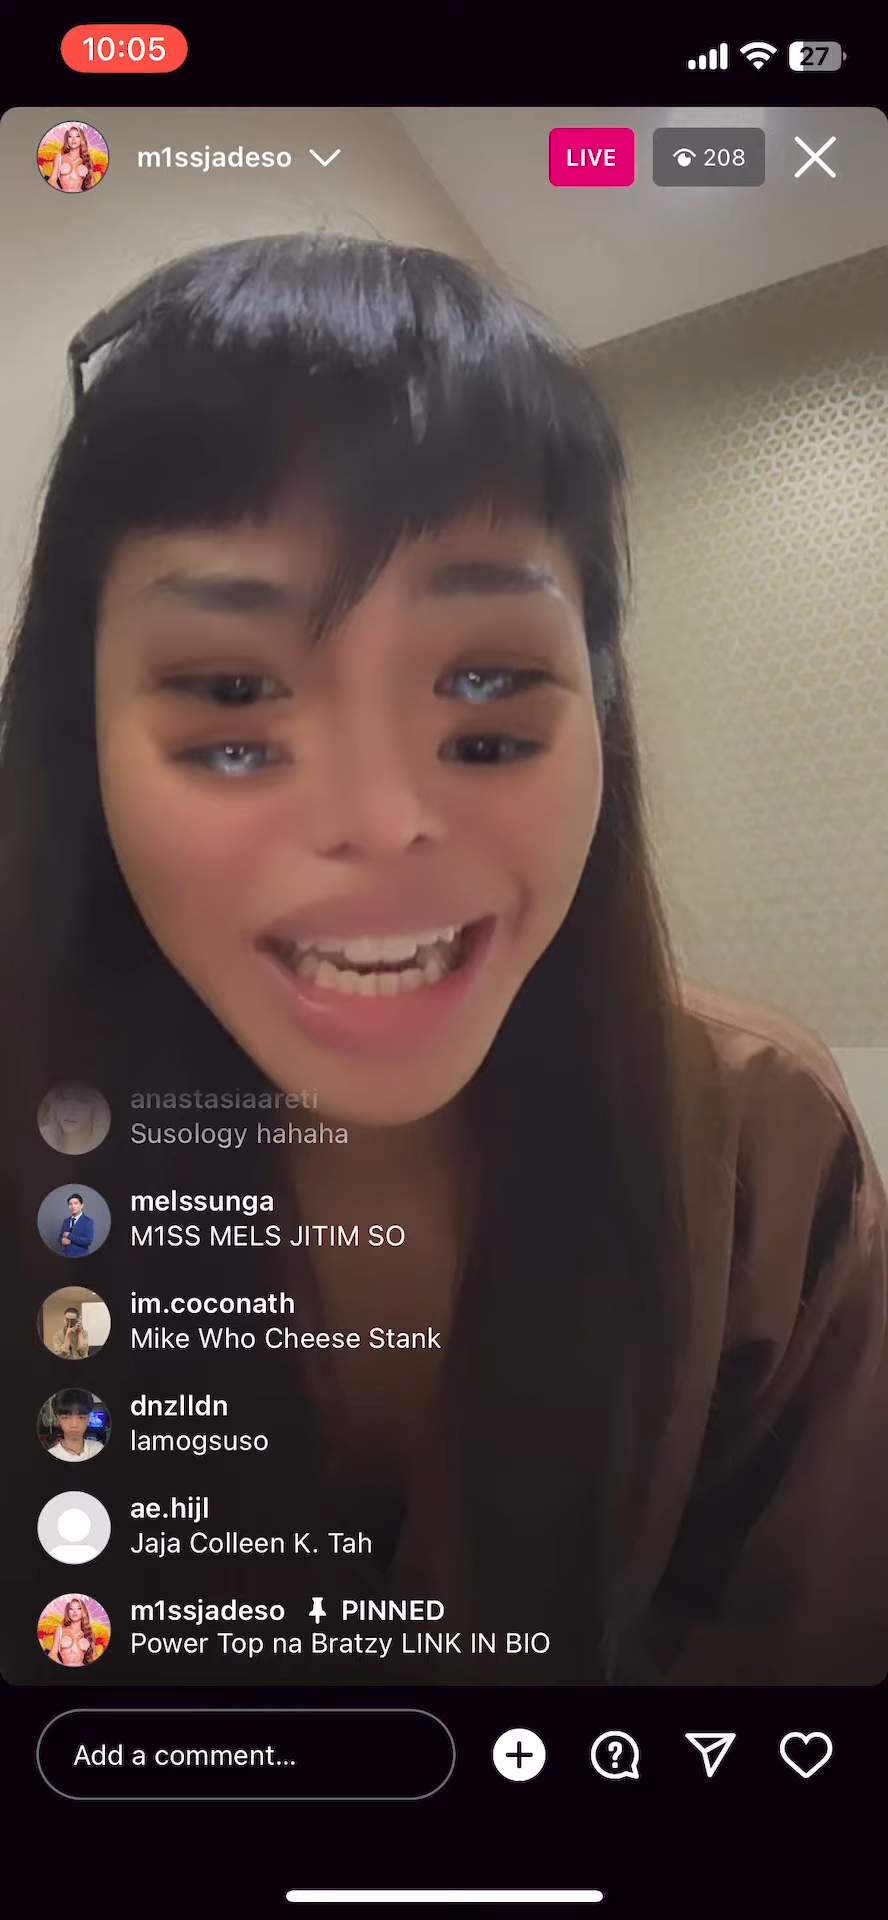 10:05
27
m1ssjadeso
LIVE
208
anastasiaareti
Susology hahaha
melssunga
M1SS MELS JITIM SO
im.coconath
Mike Who Cheese Stank
dnzlldn
lamogsuso
ae.hijl
Jaja Colleen K. Tah
m1ssjadeso PINNED
Power Top na Bratzy LINK IN BIO
Add a comment...